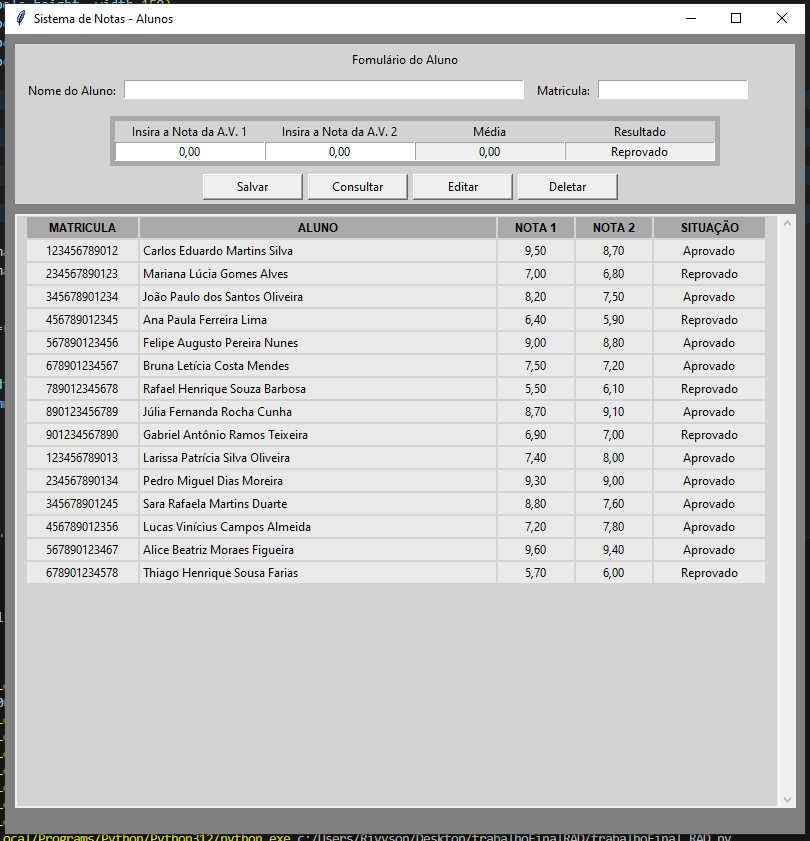 Sistema de Notas - Alunos
Fomulário do Aluno
Nome do Aluno: Matricula:
Insira a Nota da A.V. 1 Insira a Nota da A.V. 2 Média Resultado
0,00 0,00 0,00 Reprovado
Salvar Consultar Editar Deletar
MATRICULA ALUNO NOTA 1 NOTA 2 SITUAÇÃO
123456789012 Carlos Eduardo Martins Silva 9,50 8,70 Aprovado
234567890123 Mariana Lúcia Gomes Alves 7,00 6,80 Reprovado
345678901234 João Paulo dos Santos Oliveira 8,20 7,50 Aprovado
456789012345 Ana Paula Ferreira Lima 6,40 5,90 Reprovado
567890123456 Felipe Augusto Pereira Nunes 9,00 8,80 Aprovado
678901234567 Bruna Letícia Costa Mendes 7,50 7,20 Aprovado
789012345678 Rafael Henrique Souza Barbosa 5,50 6,10 Reprovado
890123456789 Júlia Fernanda Rocha Cunha 8,70 9,10 Aprovado
901234567890 Gabriel Antônio Ramos Teixeira 6,90 7,00 Reprovado
123456789013 Larissa Patrícia Silva Oliveira 7,40 8,00 Aprovado
234567890134 Pedro Miguel Dias Moreira 9,30 9,00 Aprovado
345678901245 Sara Rafaela Martins Duarte 8,80 7,60 Aprovado
456789012356 Lucas Vinícius Campos Almeida 7,20 7,80 Aprovado
567890123467 Alice Beatriz Moraes Figueira 9,60 9,40 Aprovado
678901234578 Thiago Henrique Sousa Farias 5,70 6,00 Reprovado
ocal/Programs/Python/Python312/python.exe c:/Users/Rivyson/Desktop/trabalhoFinalRAD/trabalhoFinal_RAD.py